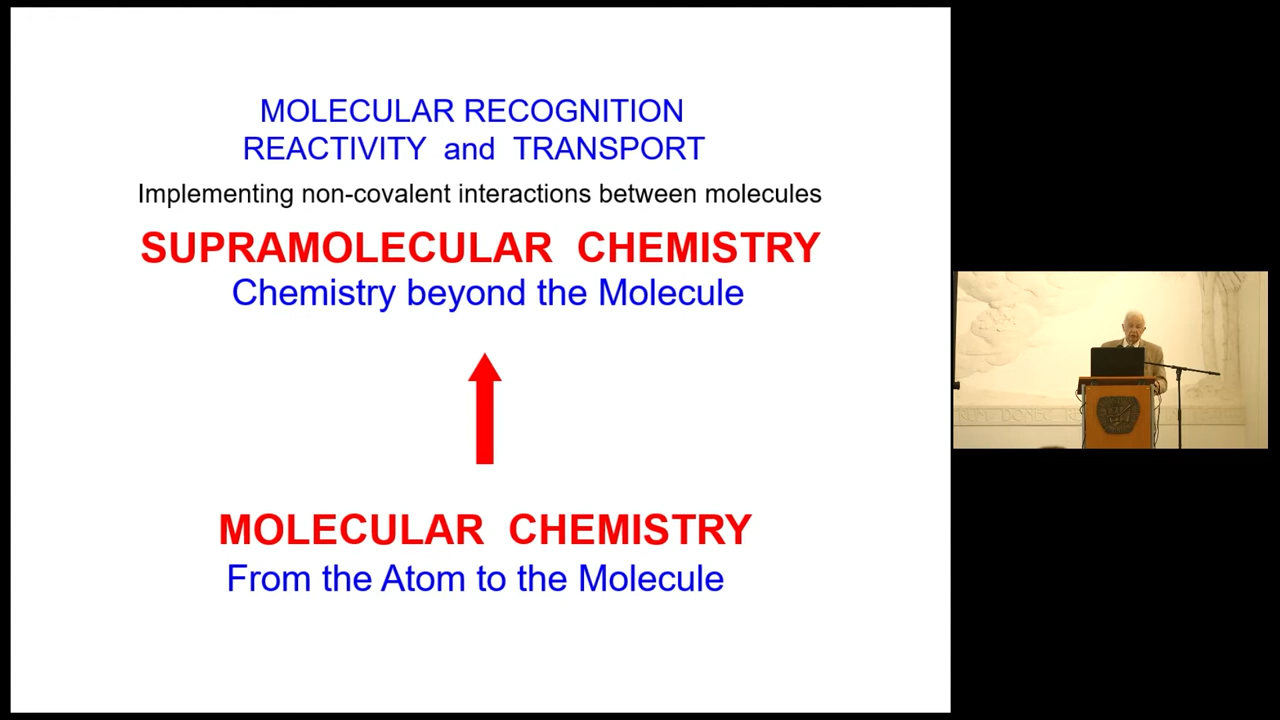 MOLECULAR RECOGNITION
REACTIVITY and TRANSPORT
Implementing non-covalent interactions between molecules
SUPRAMOLECULAR CHEMISTRY
Chemistry beyond the Molecule
MOLECULAR CHEMISTRY
From the Atom to the Molecule